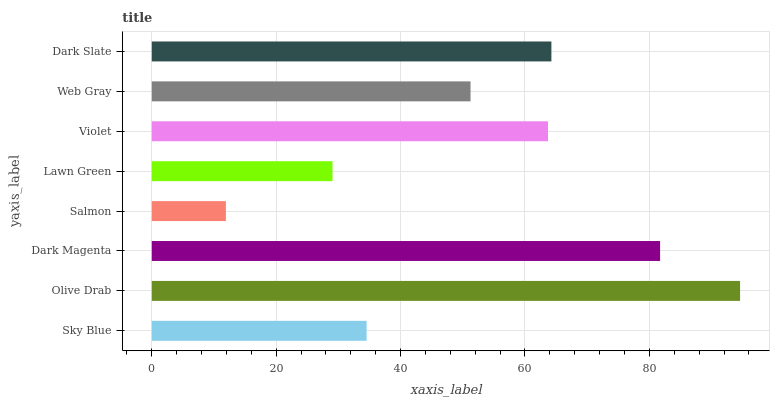 title
Dark Slate
Web Gray
Violet
Lawn Green
Salmon
Dark Magenta
Olive Drab
Sky Blue
yaxis_label
0 20 40 60 80
xaxis_label